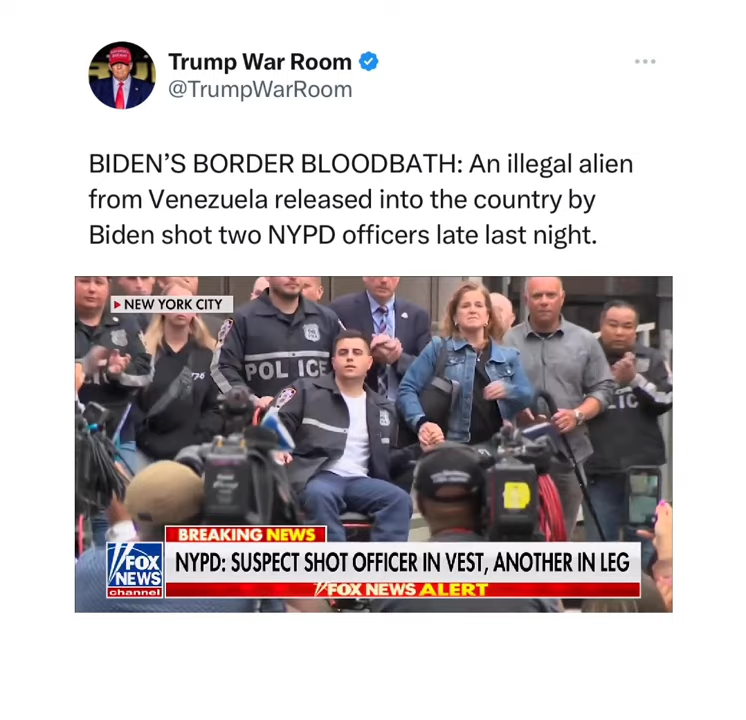 Trump War Room
@TrumpWarRoom
BIDEN’S BORDER BLOODBATH: An illegal alien
from Venezuela released into the country by
Biden shot two NYPD officers late last night.
NEW YORK CITY
POLICE
BREAKING NEWS
FOX
NEWS
channel
NYPD: SUSPECT SHOT OFFICER IN VEST, ANOTHER IN LEG
FOX NEWS ALERT